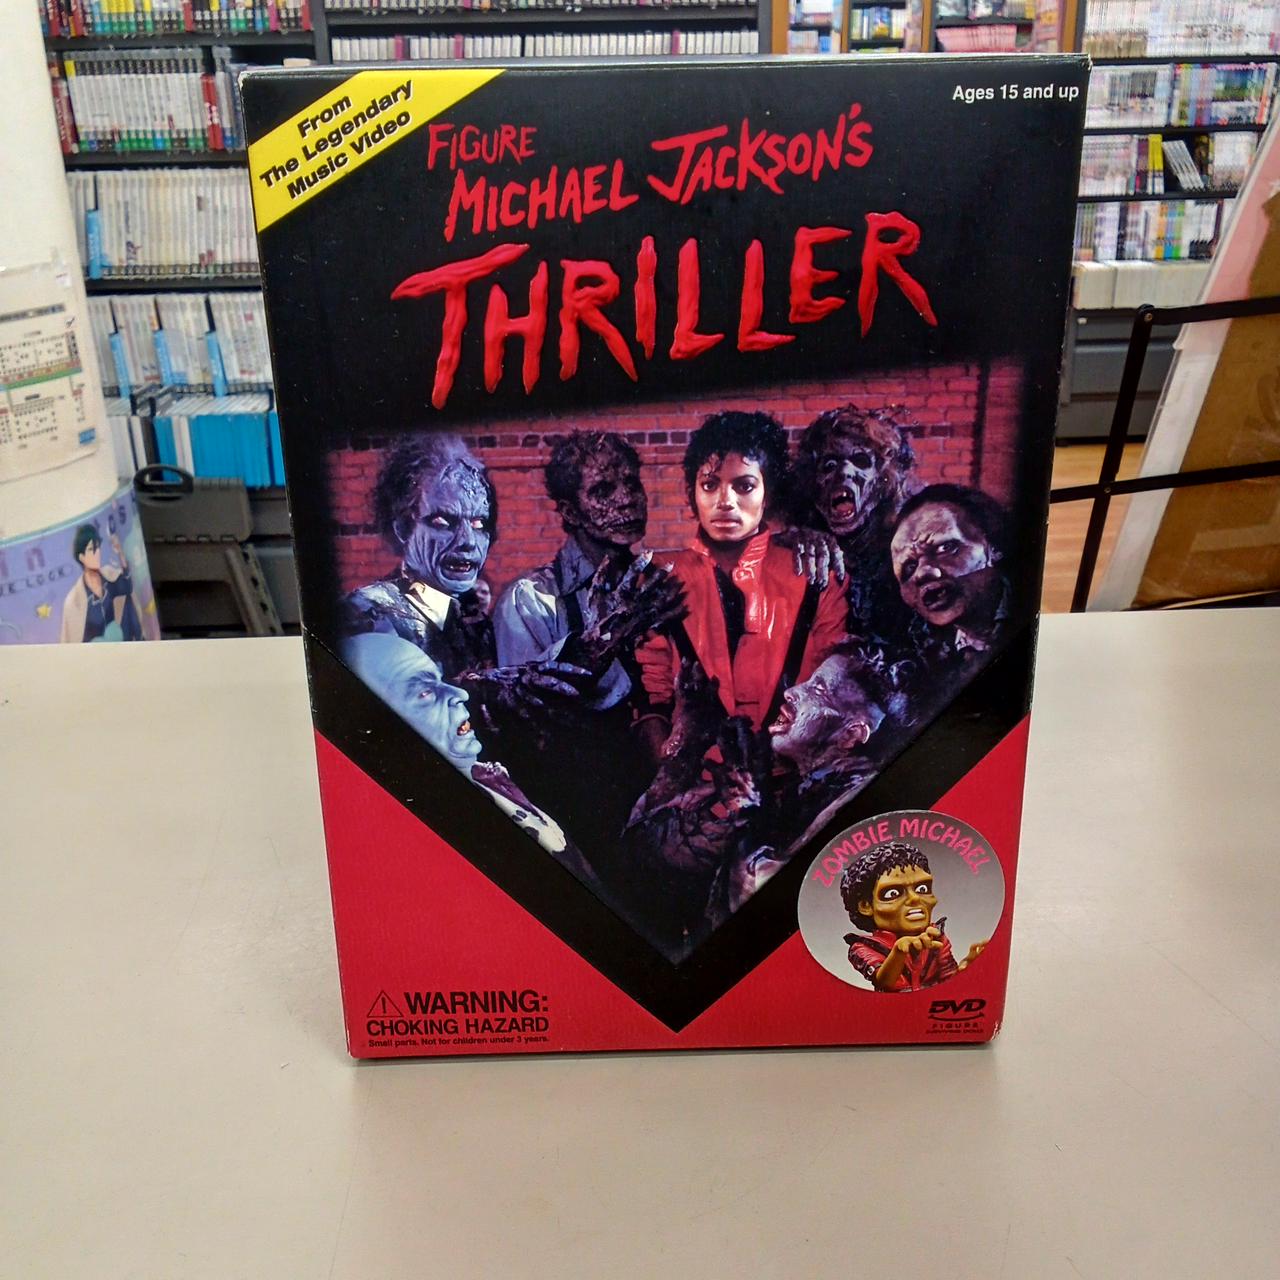 From
The Legendary
Music Video
Ages 15 and up
FIGURE
MICHAEL JACKSON'S
THRILLER
ZOMBIE MICHAEL
WARNING:
CHOKING HAZARD
Small parts. Not for children under 3 years.
DVD
FIGURE